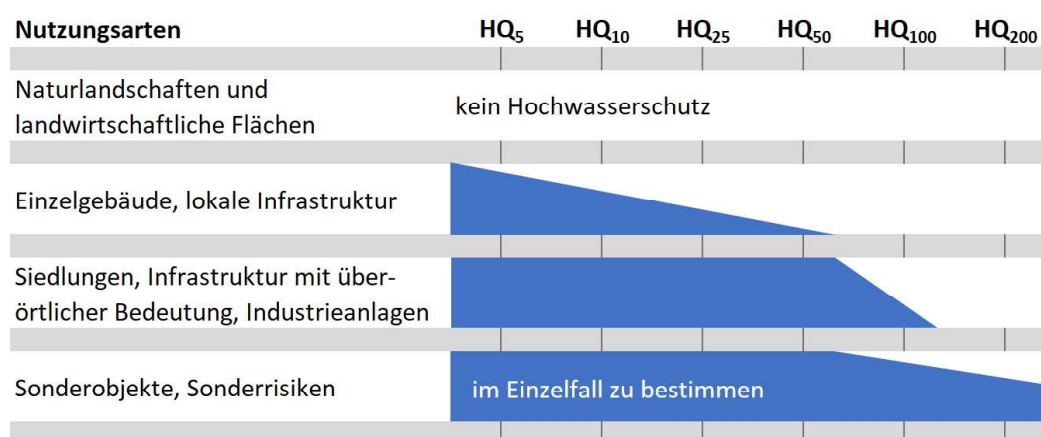 Nutzungsarten HQ5 HQ10 HQ25 HQ50 HQ100 HQ200
Naturlandschaften und
landwirtschaftliche Flächen
kein Hochwasserschutz
Einzelgebäude, lokale Infrastruktur
Siedlungen, Infrastruktur mit über-
örtlicher Bedeutung, Industrieanlagen
Sonderobjekte, Sonderrisiken im Einzelfall zu bestimmen